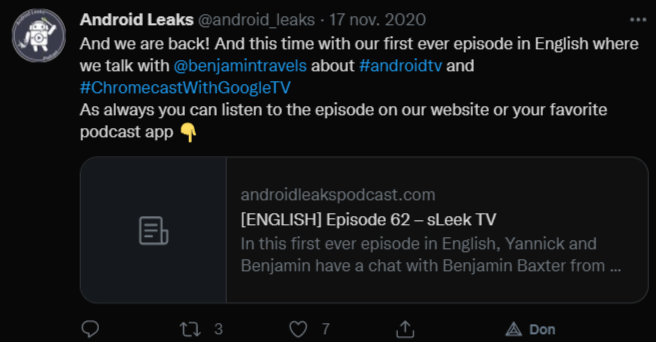 Android Leaks @android_leaks · 17 nov. 2020
And we are back! And this time with our first ever episode in English where
we talk with @benjamintravels about #androidtv and
#ChromecastWithGoogleTV
As always you can listen to the episode on our website or your favorite
podcast app 👇
androidleakspodcast.com
[ENGLISH] Episode 62 – sLeek TV
In this first ever episode in English, Yannick and
Benjamin have a chat with Benjamin Baxter from ...
3 7 Don